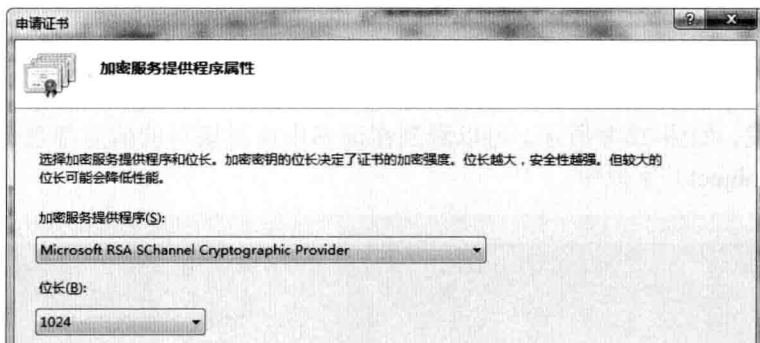 申请证书
加密服务提供程序属性
选择加密服务提供程序和位长。加密密钥的位长决定了证书的加密强度。位长越大，安全性越强。但较大的
位长可能会降低性能。
加密服务提供程序(S):
Microsoft RSA SChannel Cryptographic Provider
位长(B):
1024